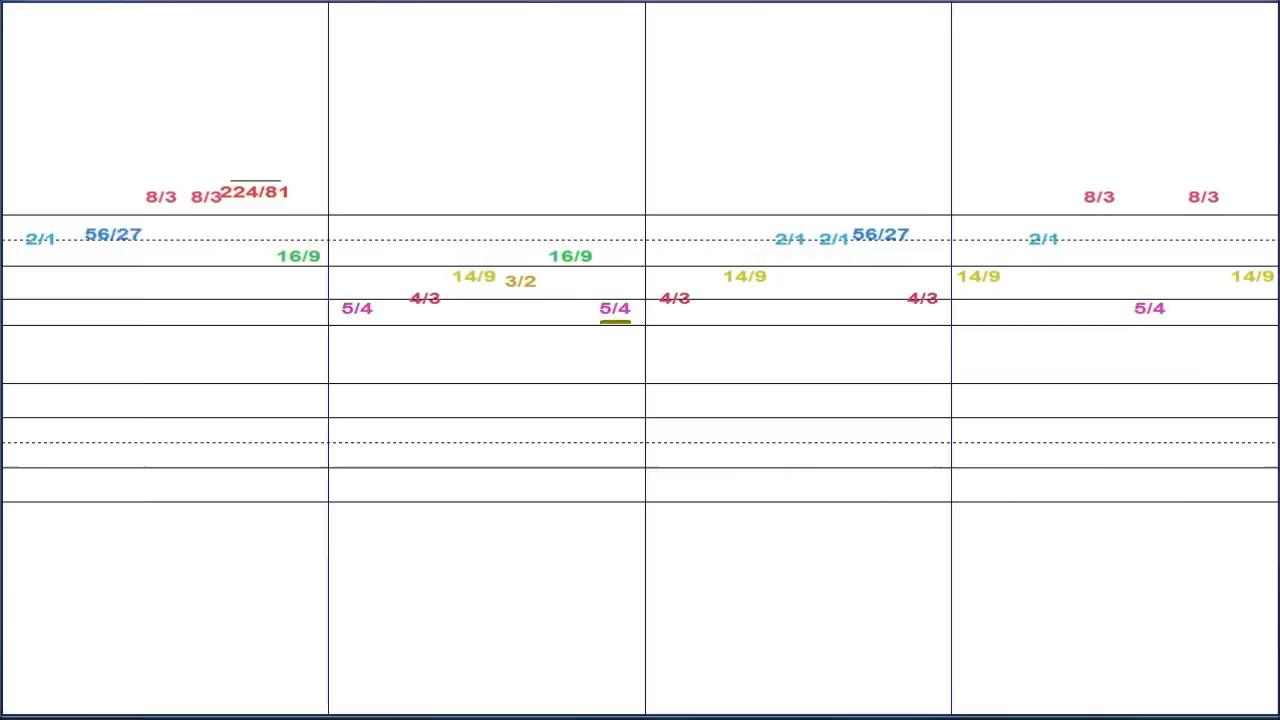 8/3 8/3 224/81 8/3 8/3
2/1 56/27 2/1 2/1 56/27 2/1
16/9 16/9
14/9 3/2 14/9 14/9 14/9
4/3 4/3 4/3
5/4 5/4 5/4